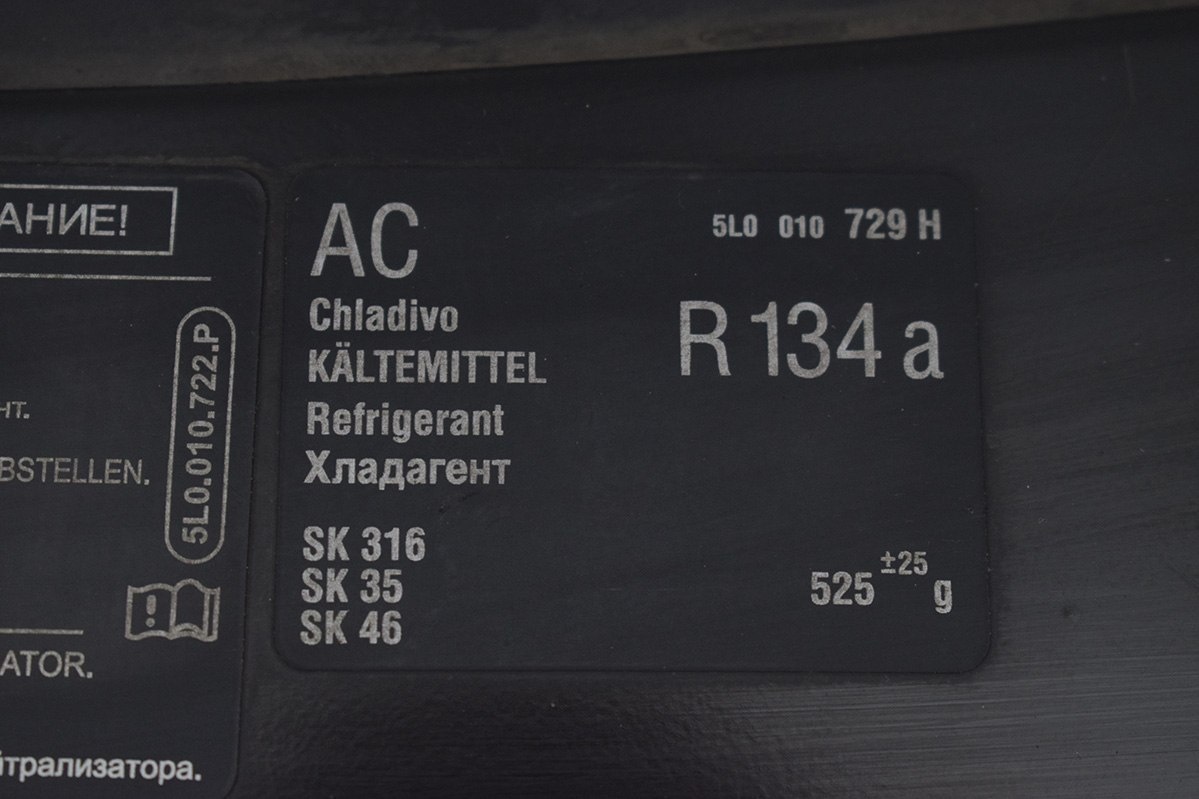 АНИЕ!
5L0.010.722.P
НТ.
BSTELLEN.
ATOR.
йтрализатора.
AC
5L0 010 729 H
Chladivo
R 134 a
KÄLTEMITTEL
Refrigerant
Хладагент
SK 316
SK 35
SK 46
525 ±25 g